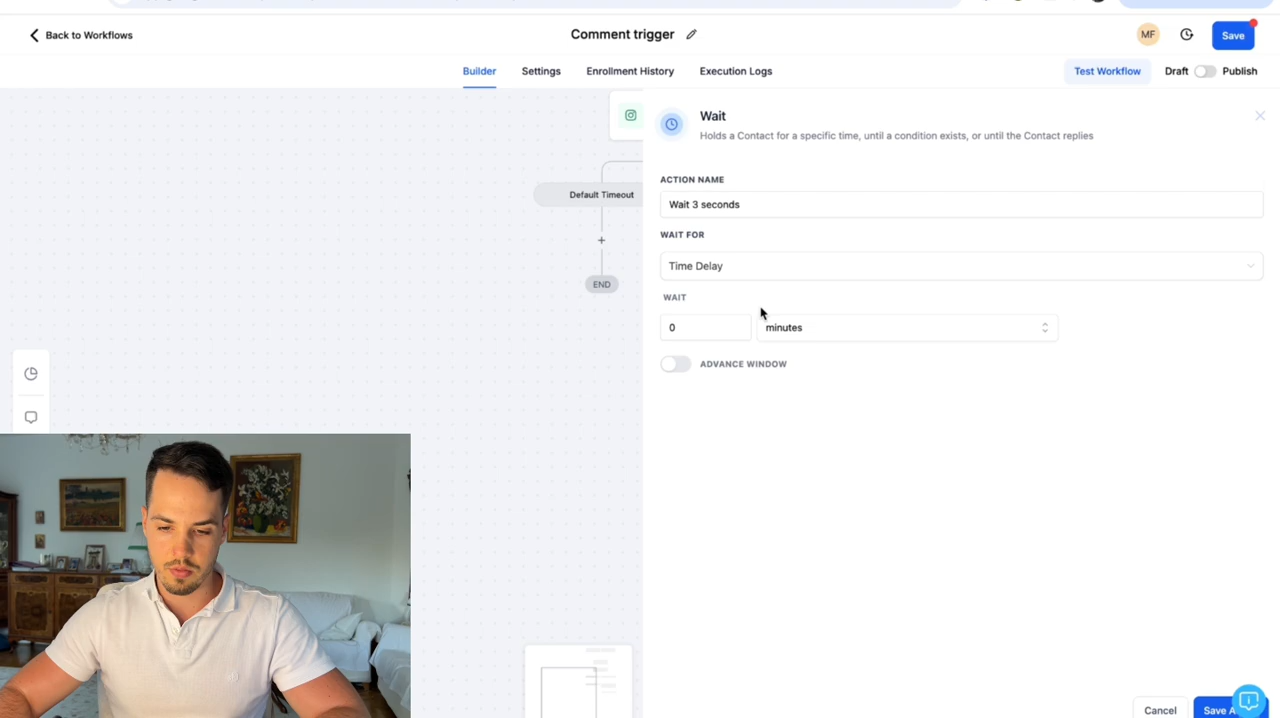 Back to Workflows
Comment trigger
MF
Save
Builder
Settings
Enrollment History
Execution Logs
Test Workflow
Draft
Publish
Wait
Holds a Contact for a specific time, until a condition exists, or until the Contact replies
ACTION NAME
Wait 3 seconds
WAIT FOR
Time Delay
WAIT
0
minutes
ADVANCE WINDOW
Default Timeout
+
END
Cancel
Save